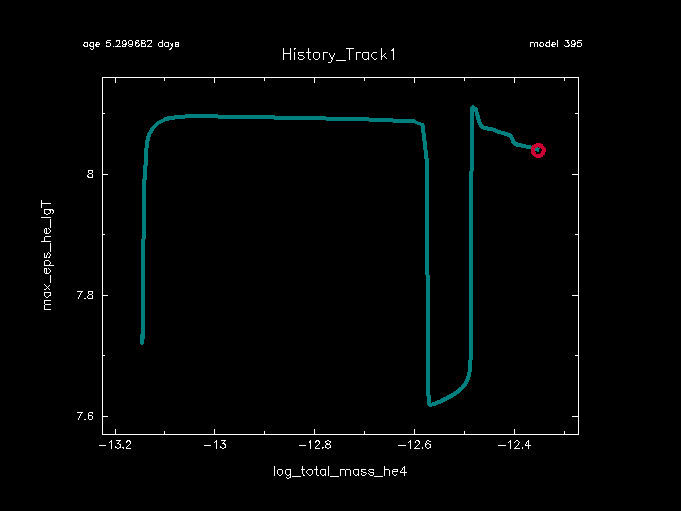 age 5.299682 days
model 395
History_Track1
8
7.8
7.6
max_eps_he_lgT
−13.2
−13
−12.8
−12.6
−12.4
log_total_mass_he4